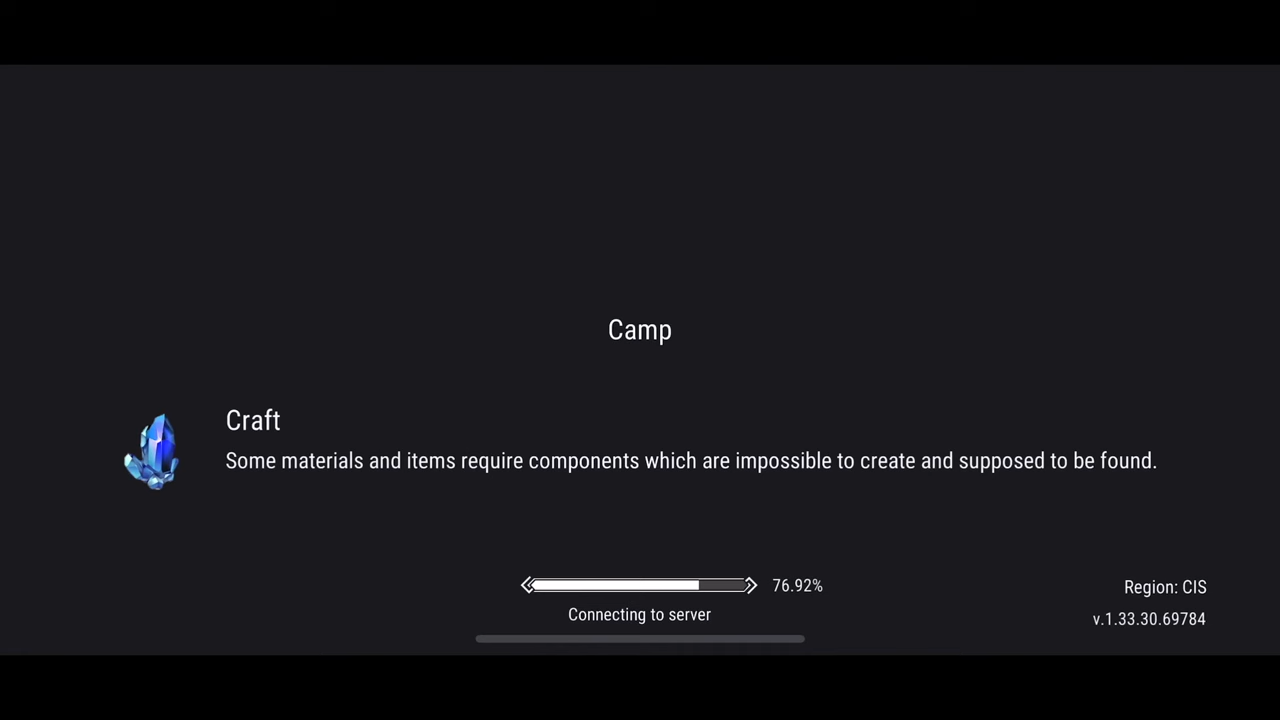 Camp
Craft
Some materials and items require components which are impossible to create and supposed to be found.
76.92%
Connecting to server
Region: CIS
v.1.33.30.69784